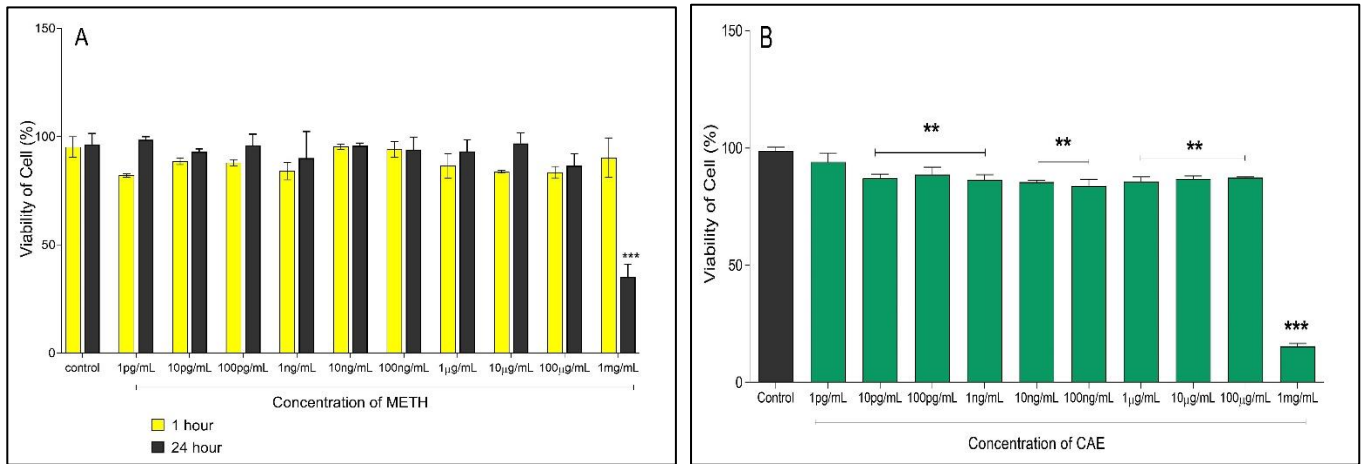 A
Viability of Cell (%)
150
100
50
0
***
control 1pg/mL 10pg/mL 100pg/mL 1ng/mL 10ng/mL 100ng/mL 1μg/mL 10μg/mL 100μg/mL 1mg/mL
Concentration of METH
1 hour
24 hour
B
Viability of Cell (%)
150
100
50
0
** ** **
***
Control 1pg/mL 10pg/mL 100pg/mL 1ng/mL 10ng/mL 100ng/mL 1μg/mL 10μg/mL 100μg/mL 1mg/mL
Concentration of CAE